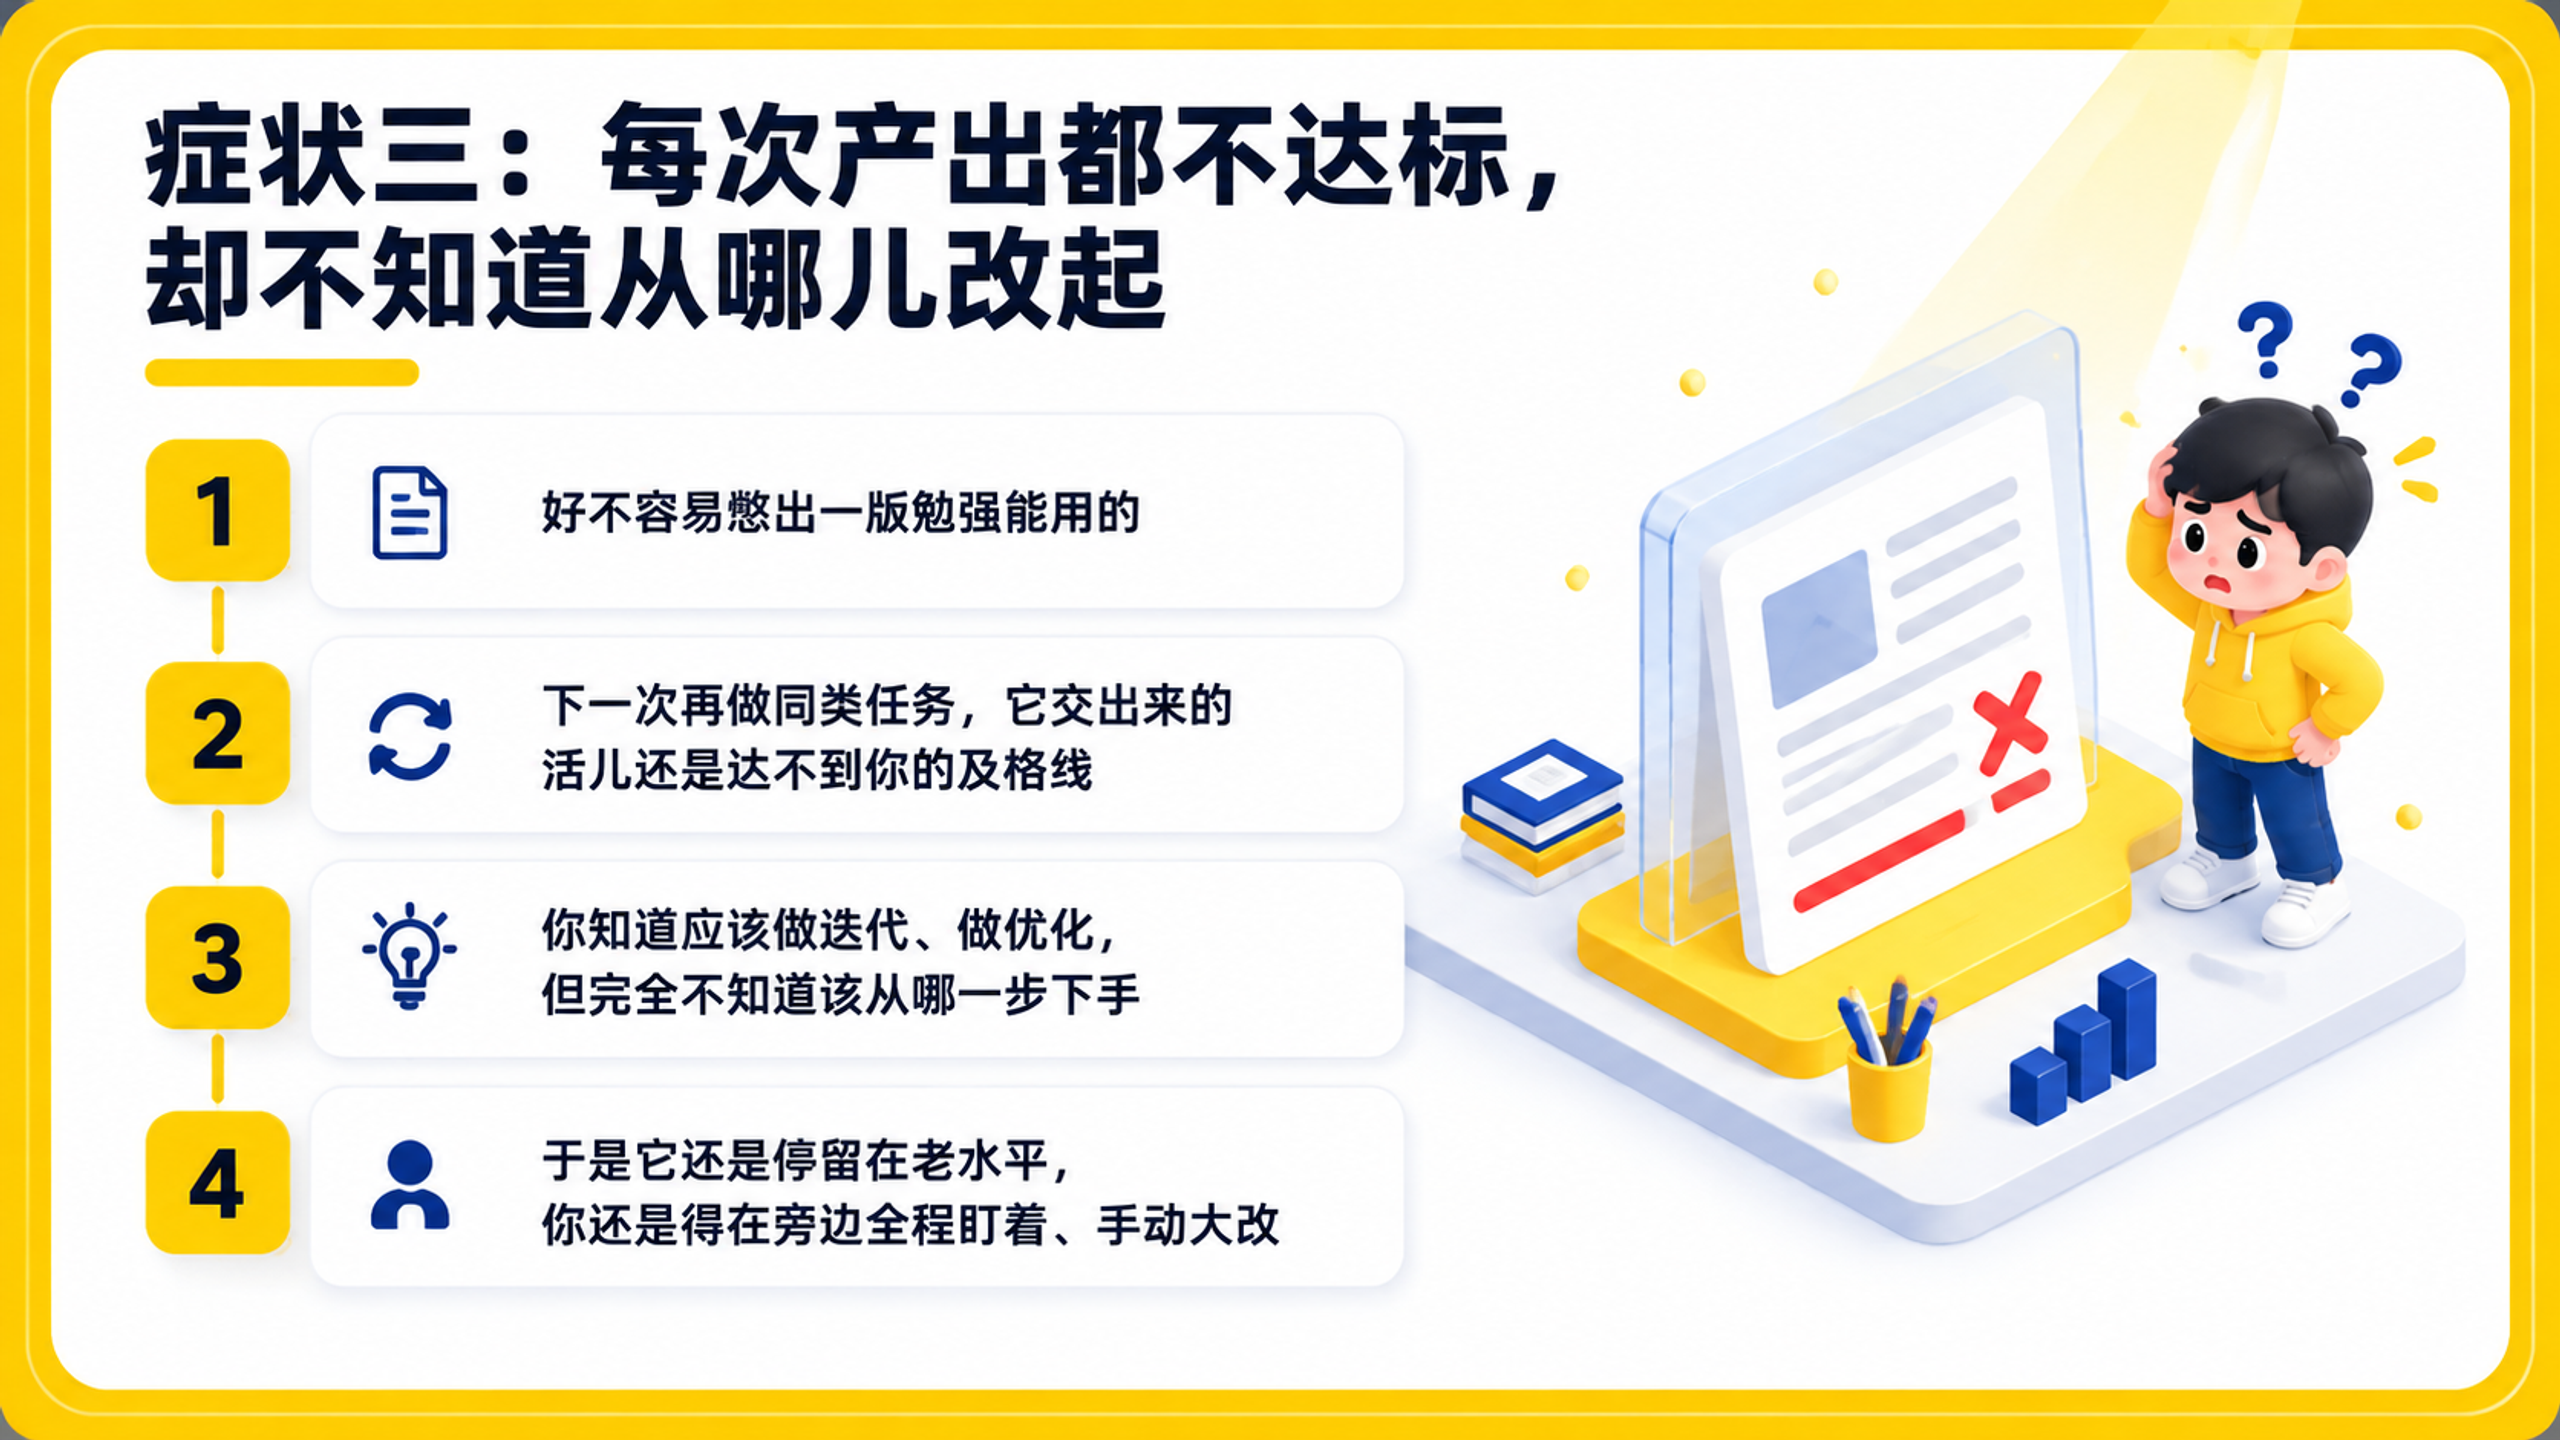 症状三：每次产出都不达标，
却不知道从哪儿改起
1
好不容易憋出一版勉强能用的
2
下一次再做同类任务，它交出来的
活儿还是达不到你的及格线
3
你知道应该做迭代、做优化，
但完全不知道该从哪一步下手
4
于是它还是停留在老水平，
你还是得在旁边全程盯着、手动大改
? ?